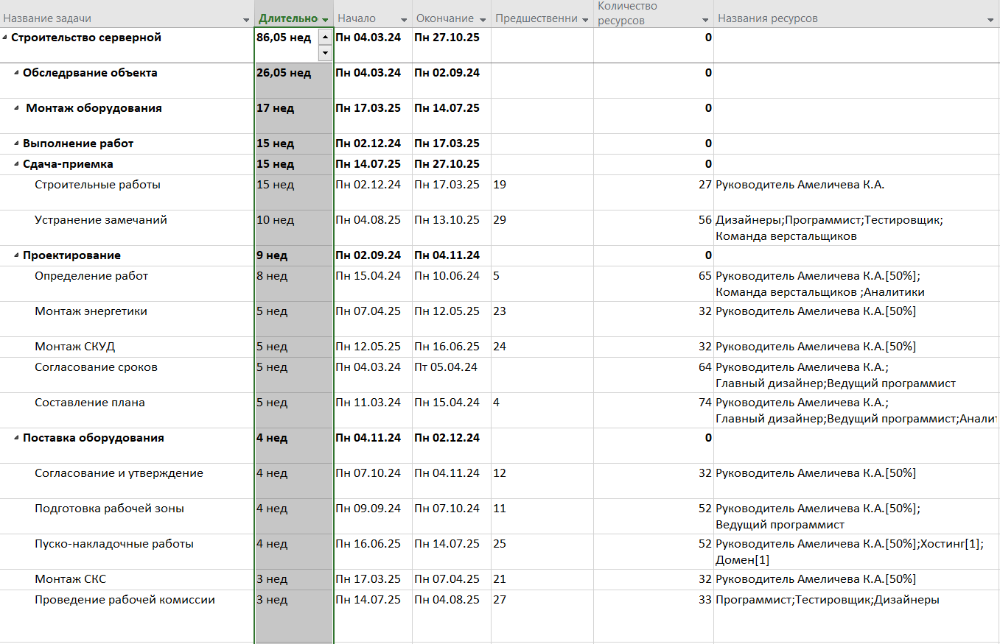 Название задачи Длительно Начало Окончание Предшественни Количество ресурсов Названия ресурсов
Строительство серверной 86,05 нед Пн 04.03.24 Пн 27.10.25 0
Обследрвание объекта 26,05 нед Пн 04.03.24 Пн 02.09.24 0
Монтаж оборудования 17 нед Пн 17.03.25 Пн 14.07.25 0
Выполнение работ 15 нед Пн 02.12.24 Пн 17.03.25 0
Сдача-приемка 15 нед Пн 14.07.25 Пн 27.10.25 0
Строительные работы 15 нед Пн 02.12.24 Пн 17.03.25 19 27 Руководитель Амеличева К.А.
Устранение замечаний 10 нед Пн 04.08.25 Пн 13.10.25 29 56 Дизайнеры;Программист;Тестировщик;
Команда верстальщиков
Проектирование 9 нед Пн 02.09.24 Пн 04.11.24 0
Определение работ 8 нед Пн 15.04.24 Пн 10.06.24 5 65 Руководитель Амеличева К.А.[50%];
Команда верстальщиков ;Аналитики
Монтаж энергетики 5 нед Пн 07.04.25 Пн 12.05.25 23 32 Руководитель Амеличева К.А.[50%]
Монтаж СКУД 5 нед Пн 12.05.25 Пн 16.06.25 24 32 Руководитель Амеличева К.А.[50%]
Согласование сроков 5 нед Пн 04.03.24 Пт 05.04.24 64 Руководитель Амеличева К.А.;
Главный дизайнер;Ведущий программист
Составление плана 5 нед Пн 11.03.24 Пн 15.04.24 4 74 Руководитель Амеличева К.А.;
Главный дизайнер;Ведущий программист;Аналит
Поставка оборудования 4 нед Пн 04.11.24 Пн 02.12.24 0
Согласование и утверждение 4 нед Пн 07.10.24 Пн 04.11.24 12 32 Руководитель Амеличева К.А.[50%]
Подготовка рабочей зоны 4 нед Пн 09.09.24 Пн 07.10.24 11 52 Руководитель Амеличева К.А.[50%];
Ведущий программист
Пуско-накладочные работы 4 нед Пн 16.06.25 Пн 14.07.25 25 52 Руководитель Амеличева К.А.[50%];Хостинг[1];
Домен[1]
Монтаж СКС 3 нед Пн 17.03.25 Пн 07.04.25 21 32 Руководитель Амеличева К.А.[50%]
Проведение рабочей комиссии 3 нед Пн 14.07.25 Пн 04.08.25 27 33 Программист;Тестировщик;Дизайнеры